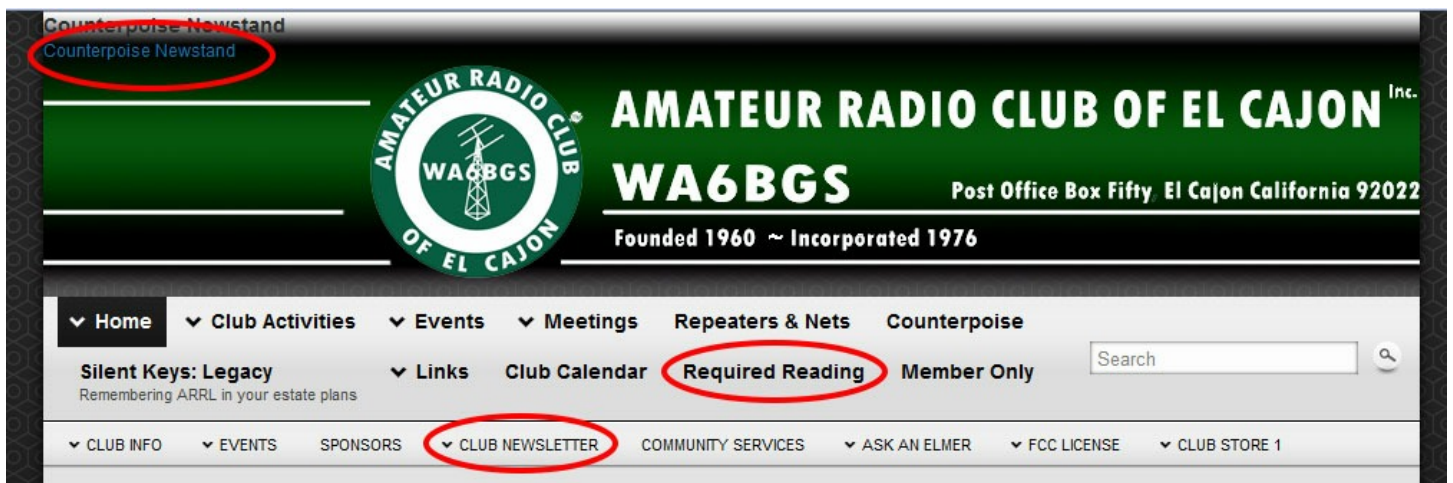 Counterpoise Newstand
Counterpoise Newstand
AMATEUR RADIO CLUB
OF EL CAJON
WA6BGS
AMATEUR RADIO CLUB OF EL CAJON Inc.
WA6BGS Post Office Box Fifty, El Cajon California 92022
Founded 1960 ~ Incorporated 1976
Home Club Activities Events Meetings Repeaters & Nets Counterpoise
Silent Keys: Legacy Links Club Calendar Required Reading Member Only Search
Remembering ARRL in your estate plans
CLUB INFO EVENTS SPONSORS CLUB NEWSLETTER COMMUNITY SERVICES ASK AN ELMER FCC LICENSE CLUB STORE 1